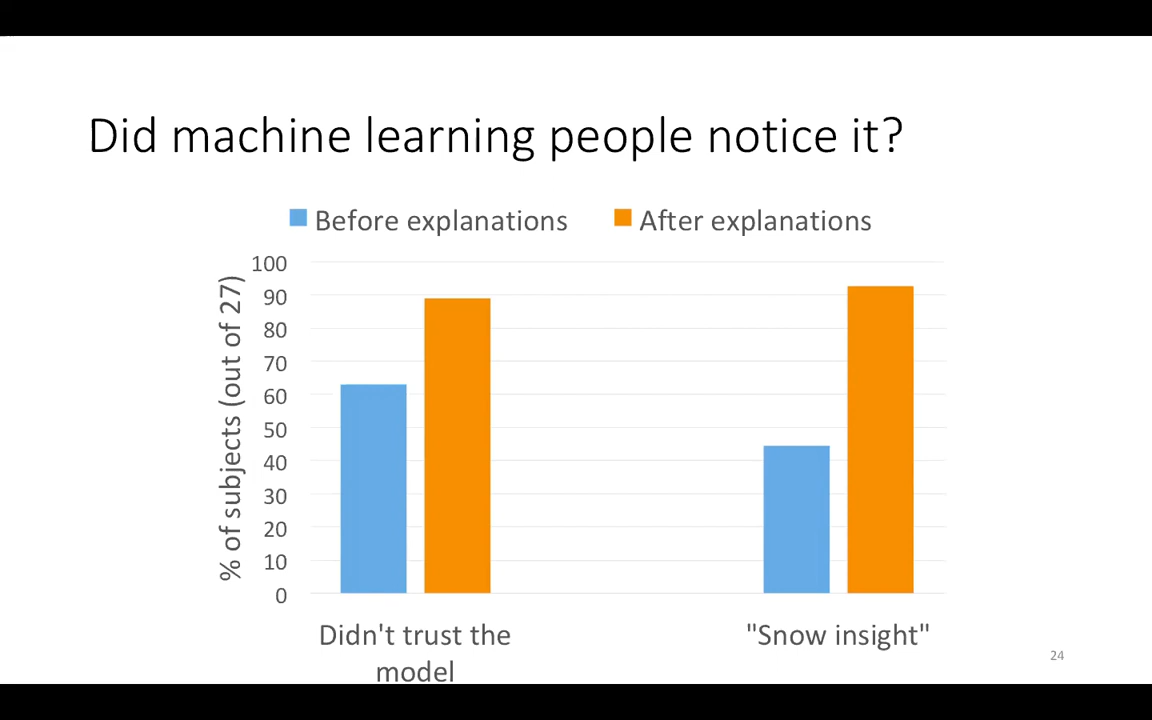 Did machine learning people notice it?
Before explanations
After explanations
% of subjects (out of 27)
100
90
80
70
60
50
40
30
20
10
0
Didn't trust the
model
"Snow insight"
24